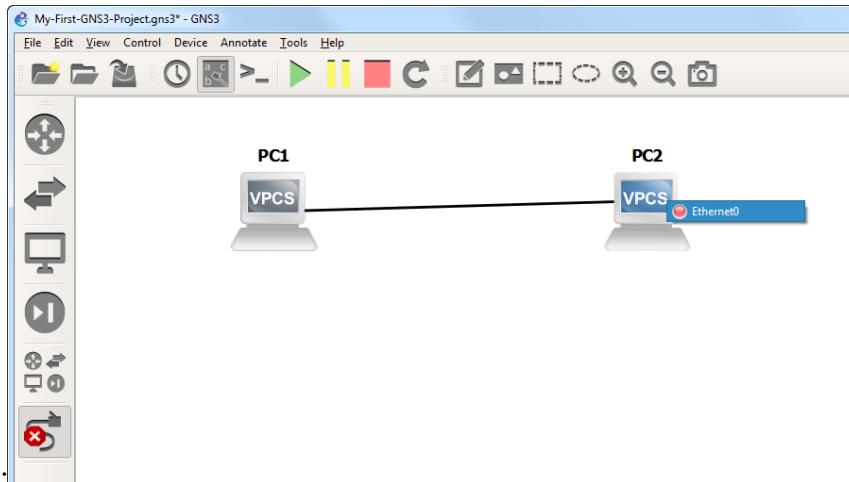 My-First-GNS3-Project.gns3* - GNS3
File Edit View Control Device Annotate Tools Help
PC1
PC2
VPCS
VPCS
Ethernet0